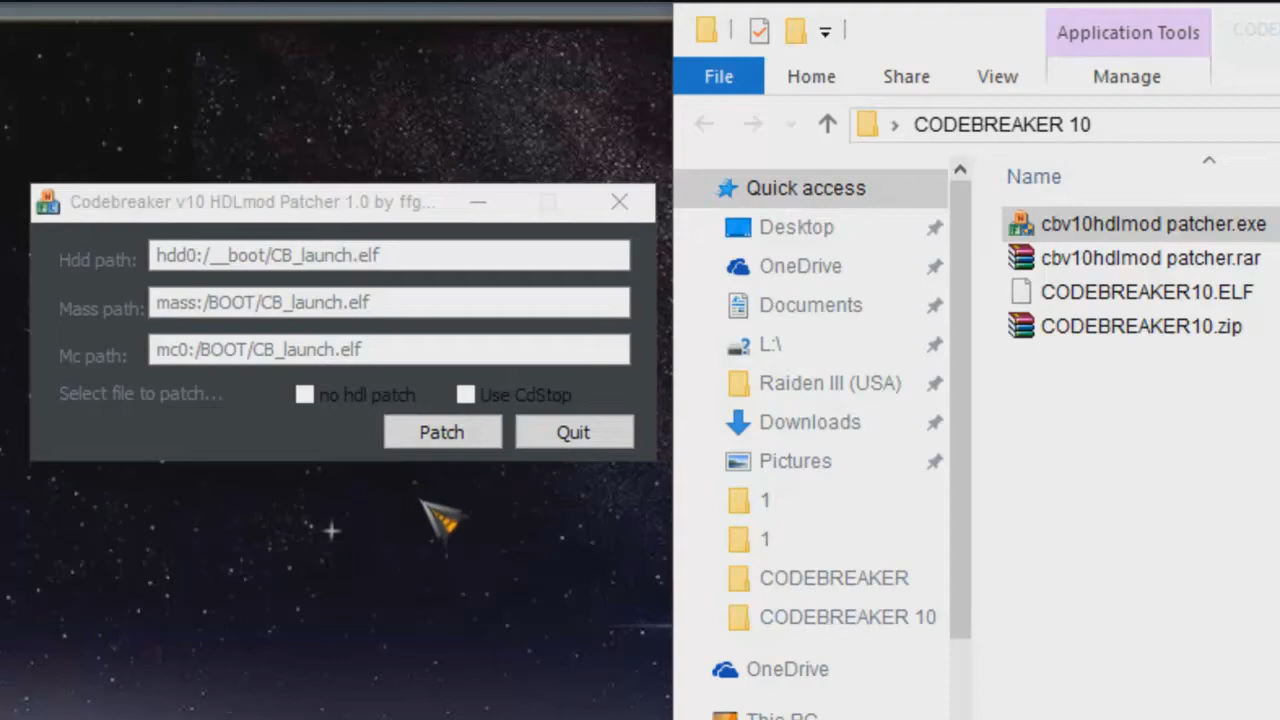 Codebreaker v10 HDLmod Patcher 1.0 by ffg...
Hdd path: hdd0:/__boot/CB_launch.elf
Mass path: mass:/BOOT/CB_launch.elf
Mc path: mc0:/BOOT/CB_launch.elf
Select file to patch... no hdl patch Use CdStop
Patch Quit
Application Tools
File Home Share View Manage
CODEBREAKER 10
Name
Quick access
Desktop
OneDrive
Documents
L:\
Raiden III (USA)
Downloads
Pictures
1
1
CODEBREAKER
CODEBREAKER 10
OneDrive
This PC
cbv10hdlmod patcher.exe
cbv10hdlmod patcher.rar
CODEBREAKER10.ELF
CODEBREAKER10.zip